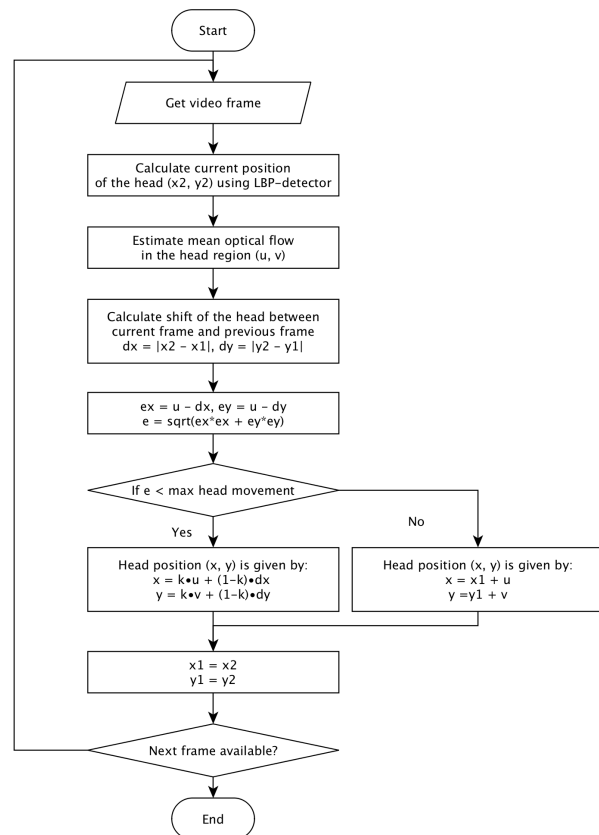 Start
Get video frame
Calculate current position
of the head (x2, y2) using LBP-detector
Estimate mean optical flow
in the head region (u, v)
Calculate shift of the head between
current frame and previous frame
dx = |x2 – x1|, dy = |y2 – y1|
ex = u – dx, ey = u – dy
e = sqrt(ex*ex + ey*ey)
If e < max head movement
Yes
No
Head position (x, y) is given by:
x = k•u + (1-k)•dx
y = k•v + (1-k)•dy
Head position (x, y) is given by:
x = x1 + u
y =y1 + v
x1 = x2
y1 = y2
Next frame available?
End